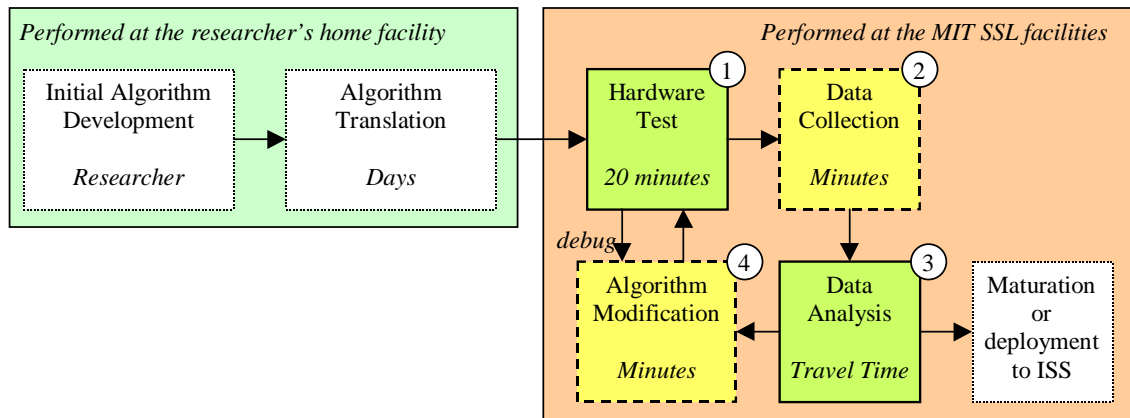 Performed at the researcher's home facility
Initial Algorithm
Development
Researcher
Algorithm
Translation
Days
Performed at the MIT SSL facilities
1
Hardware
Test
20 minutes
2
Data
Collection
Minutes
debug
4
Algorithm
Modification
Minutes
3
Data
Analysis
Travel Time
Maturation
or
deployment
to ISS